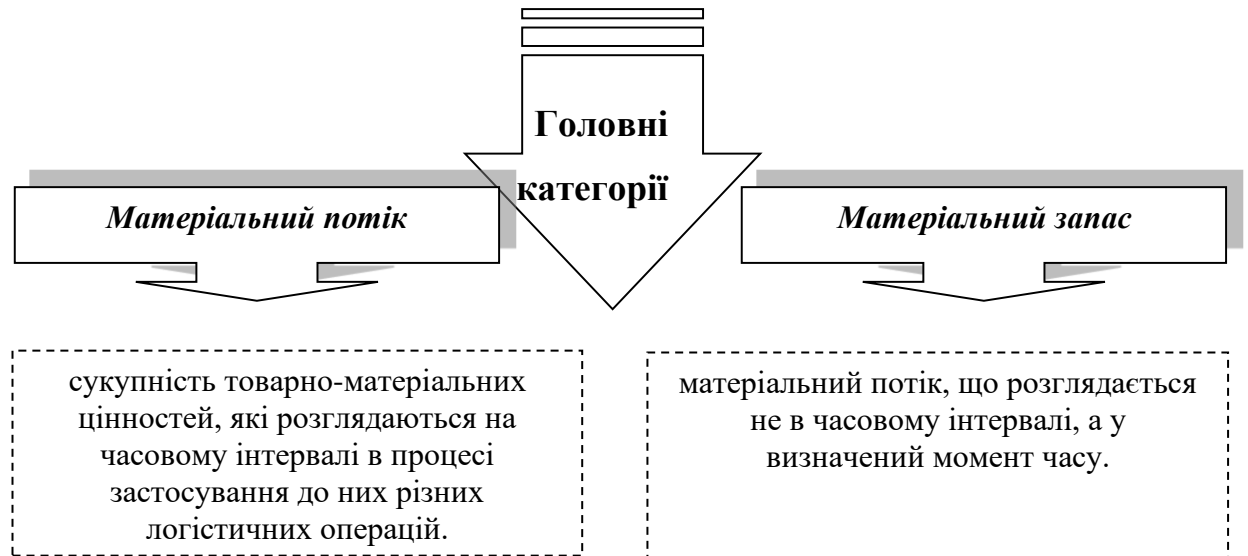 Головні
категорії
Матеріальний потік
Матеріальний запас
сукупність товарно-матеріальних
цінностей, які розглядаються на
часовому інтервалі в процесі
застосування до них різних
логістичних операцій.
матеріальний потік, що розглядається
не в часовому інтервалі, а у
визначений момент часу.